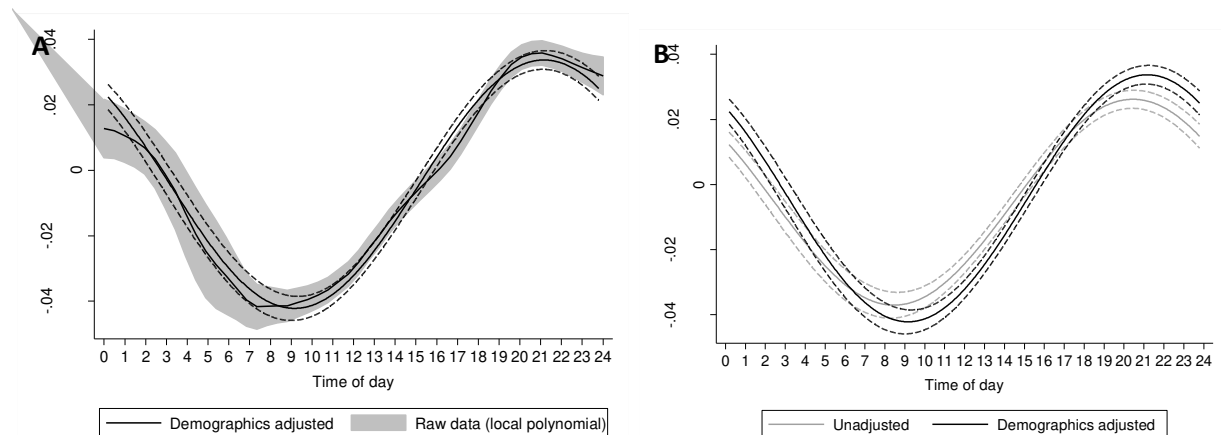 A
.04
.02
0
-.02
-.04
0 1 2 3 4 5 6 7 8 9 10 11 12 13 14 15 16 17 18 19 20 21 22 23 24
Time of day
Demographics adjusted Raw data (local polynomial)
B
.04
.02
0
-.02
-.04
0 1 2 3 4 5 6 7 8 9 10 11 12 13 14 15 16 17 18 19 20 21 22 23 24
Time of day
Unadjusted Demographics adjusted